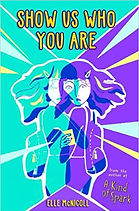 SHOW US WHO
YOU ARE
From the
author of
A Kind
of Spark
ELLE McNICOLL